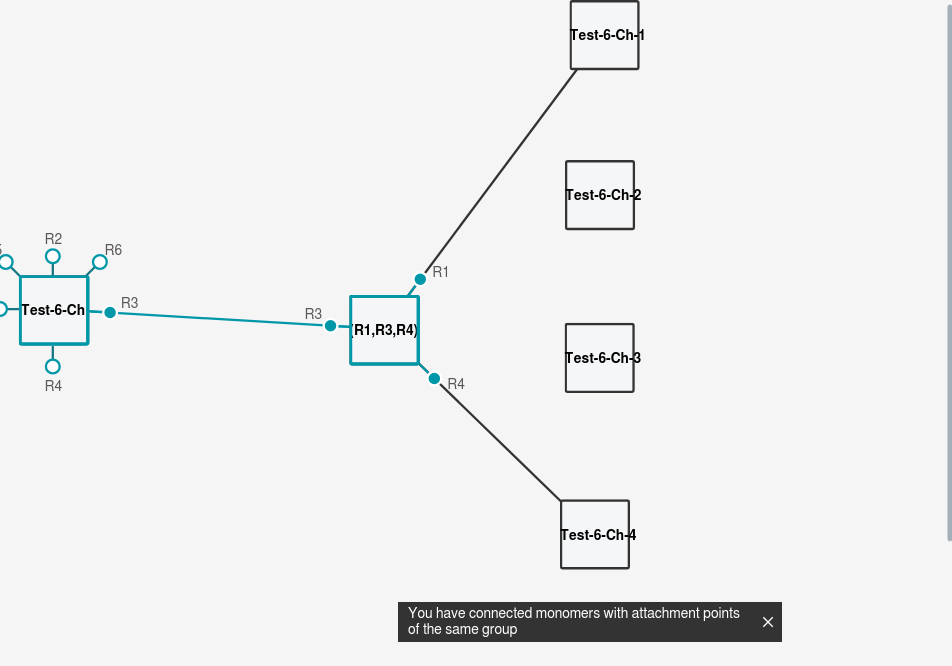 Test-6-Ch-1
Test-6-Ch-2
R2
R6
R1
R3
R3
Test-6-Ch
(R1,R3,R4)
Test-6-Ch-3
R4
R4
Test-6-Ch-4
You have connected monomers with attachment points
of the same group